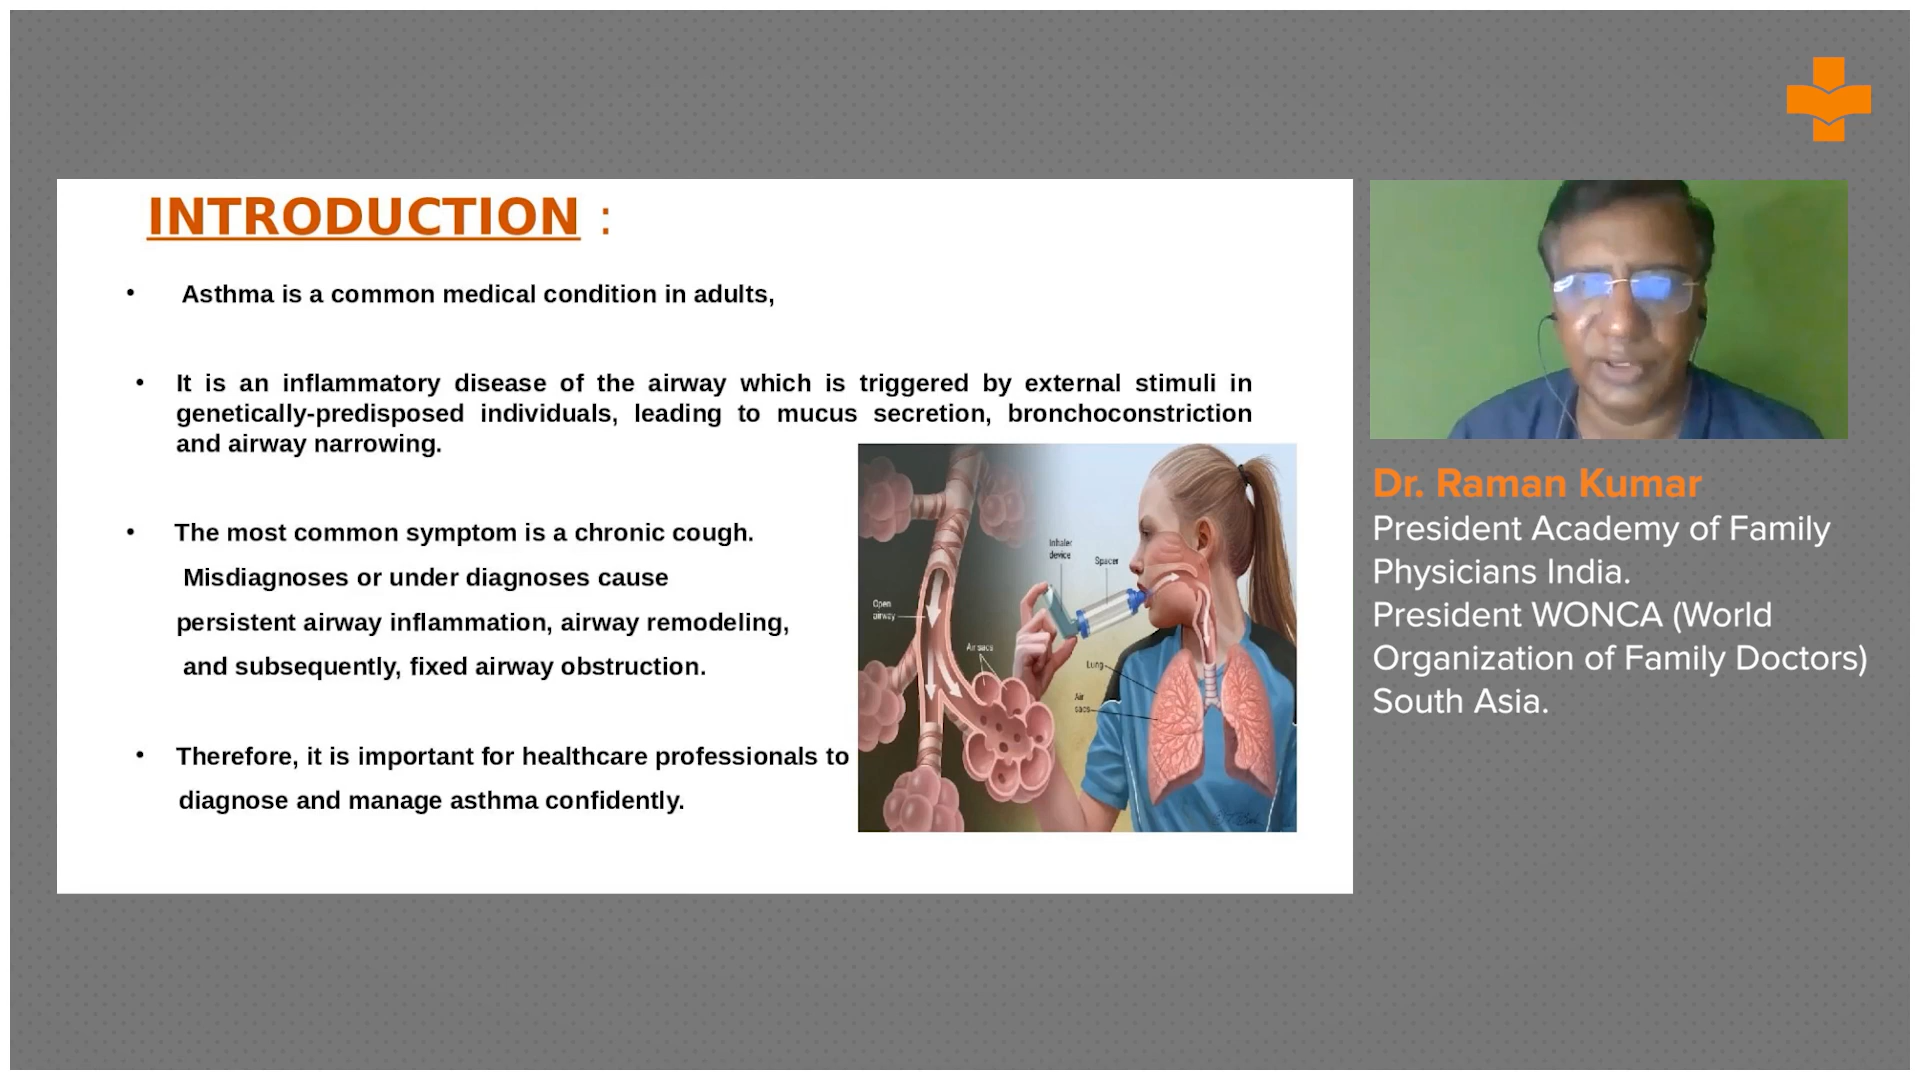 INTRODUCTION :
• Asthma is a common medical condition in adults,
• It is an inflammatory disease of the airway which is triggered by external stimuli in
genetically-predisposed individuals, leading to mucus secretion, bronchoconstriction
and airway narrowing.
• The most common symptom is a chronic cough.
Misdiagnoses or under diagnoses cause
persistent airway inflammation, airway remodeling,
and subsequently, fixed airway obstruction.
• Therefore, it is important for healthcare professionals to
diagnose and manage asthma confidently.
Inhaler
device
Spacer
Open
airway
Air sacs
Lung
Air
sacs
Dr. Raman Kumar
President Academy of Family
Physicians India.
President WONCA (World
Organization of Family Doctors)
South Asia.